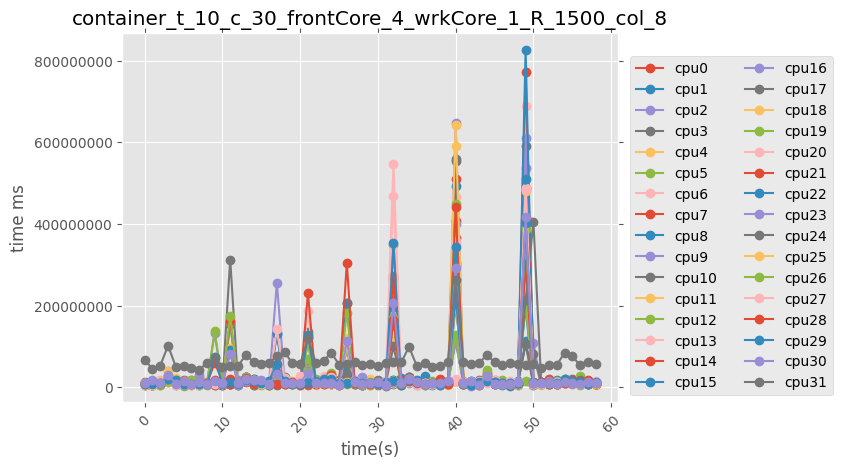 container_t_10_c_30_frontCore_4_wrkCore_1_R_1500_col_8
800000000
600000000
400000000
200000000
0
time ms
0 10 20 30 40 50 60
time(s)
cpu0 cpu16
cpu1 cpu17
cpu2 cpu18
cpu3 cpu19
cpu4 cpu20
cpu5 cpu21
cpu6 cpu22
cpu7 cpu23
cpu8 cpu24
cpu9 cpu25
cpu10 cpu26
cpu11 cpu27
cpu12 cpu28
cpu13 cpu29
cpu14 cpu30
cpu15 cpu31